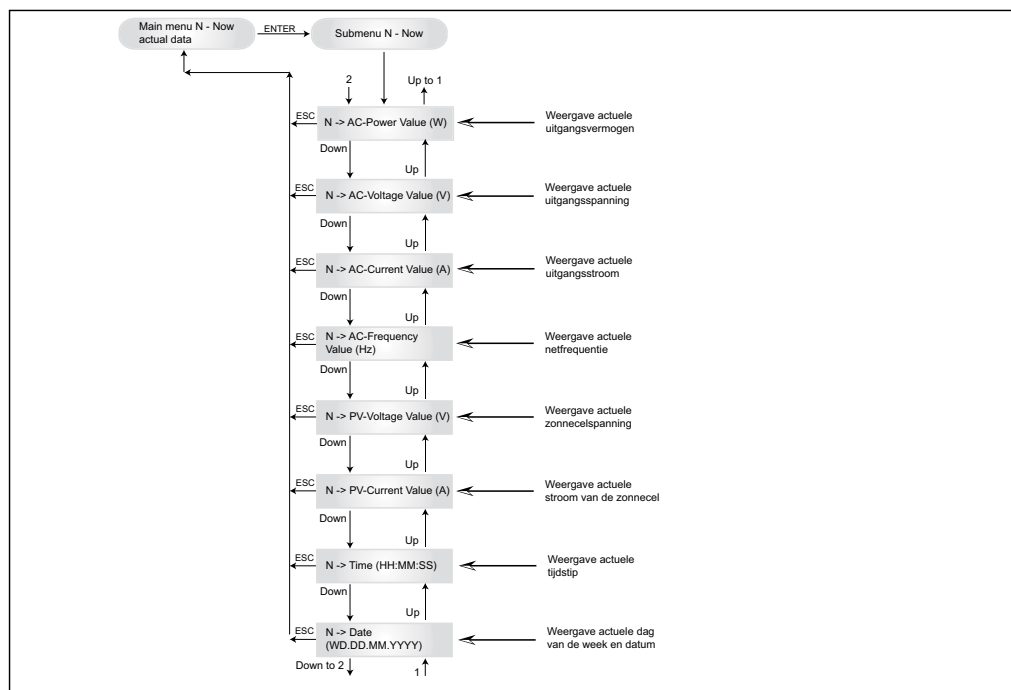 Main menu N - Now
actual data
ENTER
Submenu N - Now
2
Up to 1
ESC
N -> AC-Power Value (W)
Weergave actuele
uitgangsvermogen
Down
Up
ESC
N -> AC-Voltage Value (V)
Weergave actuele
uitgangsspanning
Down
Up
ESC
N -> AC-Current Value (A)
Weergave actuele
uitgangsstroom
Down
Up
ESC
N -> AC-Frequency
Value (Hz)
Weergave actuele
netfrequentie
Down
Up
ESC
N -> PV-Voltage Value (V)
Weergave actuele
zonnecelspanning
Down
Up
ESC
N -> PV-Current Value (A)
Weergave actuele
stroom van de zonnecel
Down
Up
ESC
N -> Time (HH:MM:SS)
Weergave actuele
tijdstip
Down
Up
ESC
N -> Date
(WD.DD.MM.YYYY)
Weergave actuele dag
van de week en datum
Down to 2
1